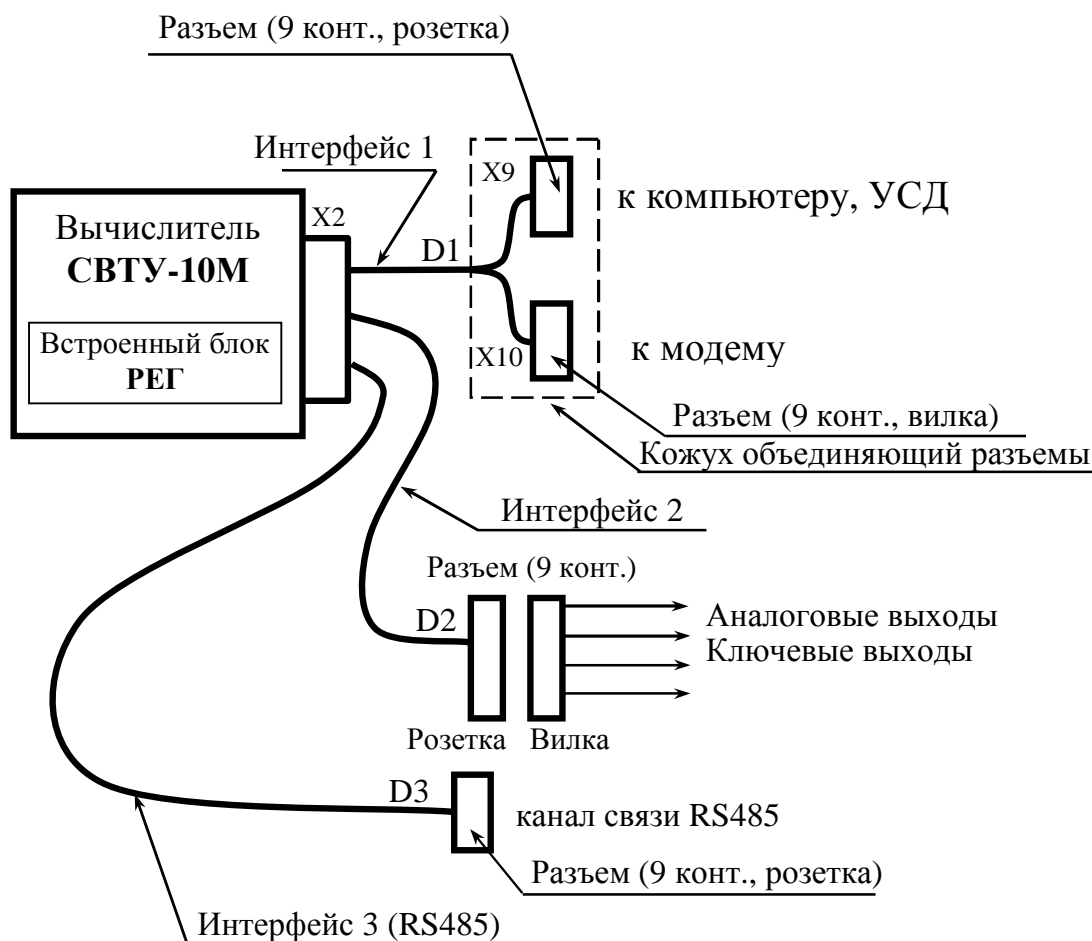 Разъем (9 конт., розетка)
Интерфейс 1
X9
к компьютеру, УСД
Вычислитель
СВТУ-10М
X2
D1
Встроенный блок
РЕГ
X10
к модему
Разъем (9 конт., вилка)
Кожух объединяющий разъемы
Интерфейс 2
Разъем (9 конт.)
D2
Аналоговые выходы
Ключевые выходы
Розетка
Вилка
D3
канал связи RS485
Разъем (9 конт., розетка)
Интерфейс 3 (RS485)